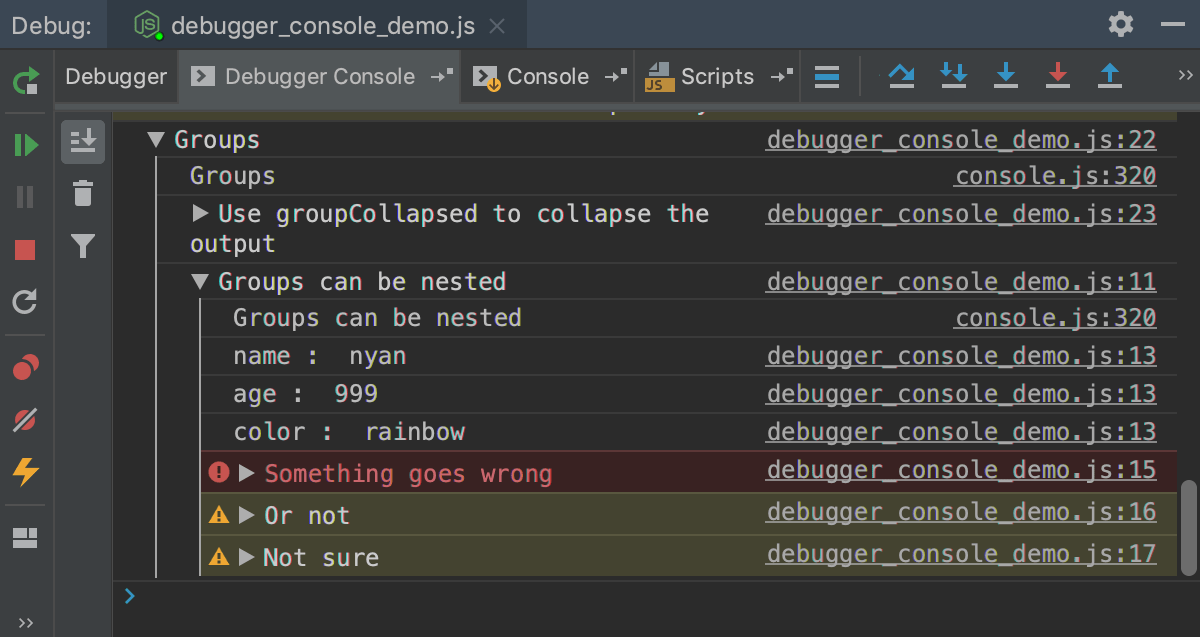 Debug: debugger_console_demo.js
Debugger Debugger Console Console JS Scripts
Groups debugger_console_demo.js:22
Groups console.js:320
Use groupCollapsed to collapse the debugger_console_demo.js:23
output
Groups can be nested debugger_console_demo.js:11
Groups can be nested console.js:320
name : nyan debugger_console_demo.js:13
age : 999 debugger_console_demo.js:13
color : rainbow debugger_console_demo.js:13
Something goes wrong debugger_console_demo.js:15
Or not debugger_console_demo.js:16
Not sure debugger_console_demo.js:17